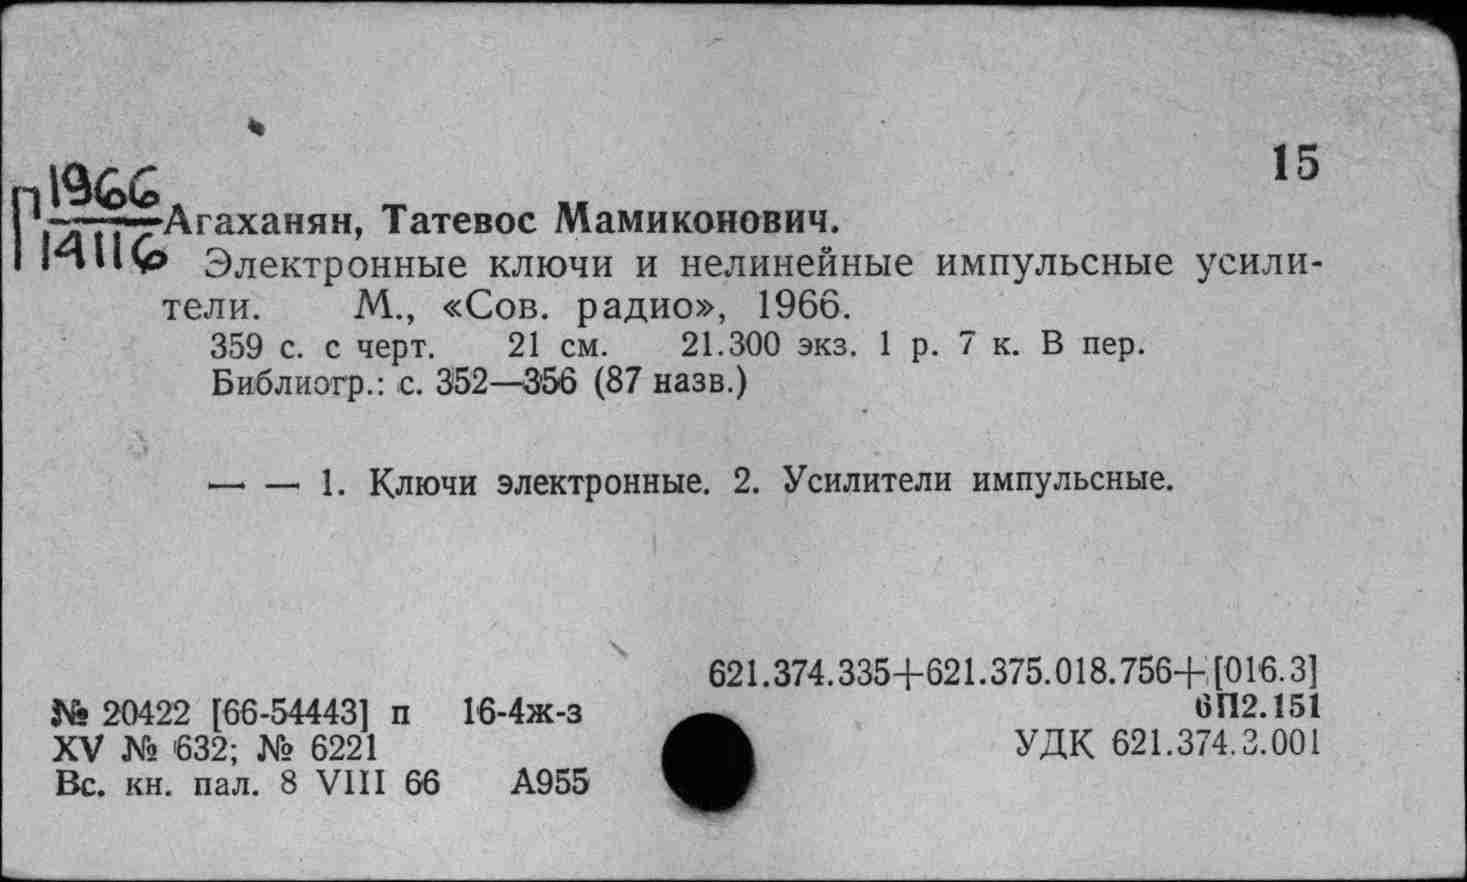 15
П 1966
14116
Агаханян, Татевос Мамиконович.
Электронные ключи и нелинейные импульсные усили-
тели. М., «Сов. радио», 1966.
359 с. с черт. 21 см. 21.300 экз. 1 р. 7 к. В пер.
Библиогр.: с. 352—356 (87 назв.)
— — 1. Ключи электронные. 2. Усилители импульсные.
621.374.335+621.375.018.756+[016.3]
№ 20422 [66-54443] п 16-4ж-з
6П2.151
XV № 632; № 6221
УДК 621.374.3.001
Вс. кн. пал. 8 VIII 66 А955